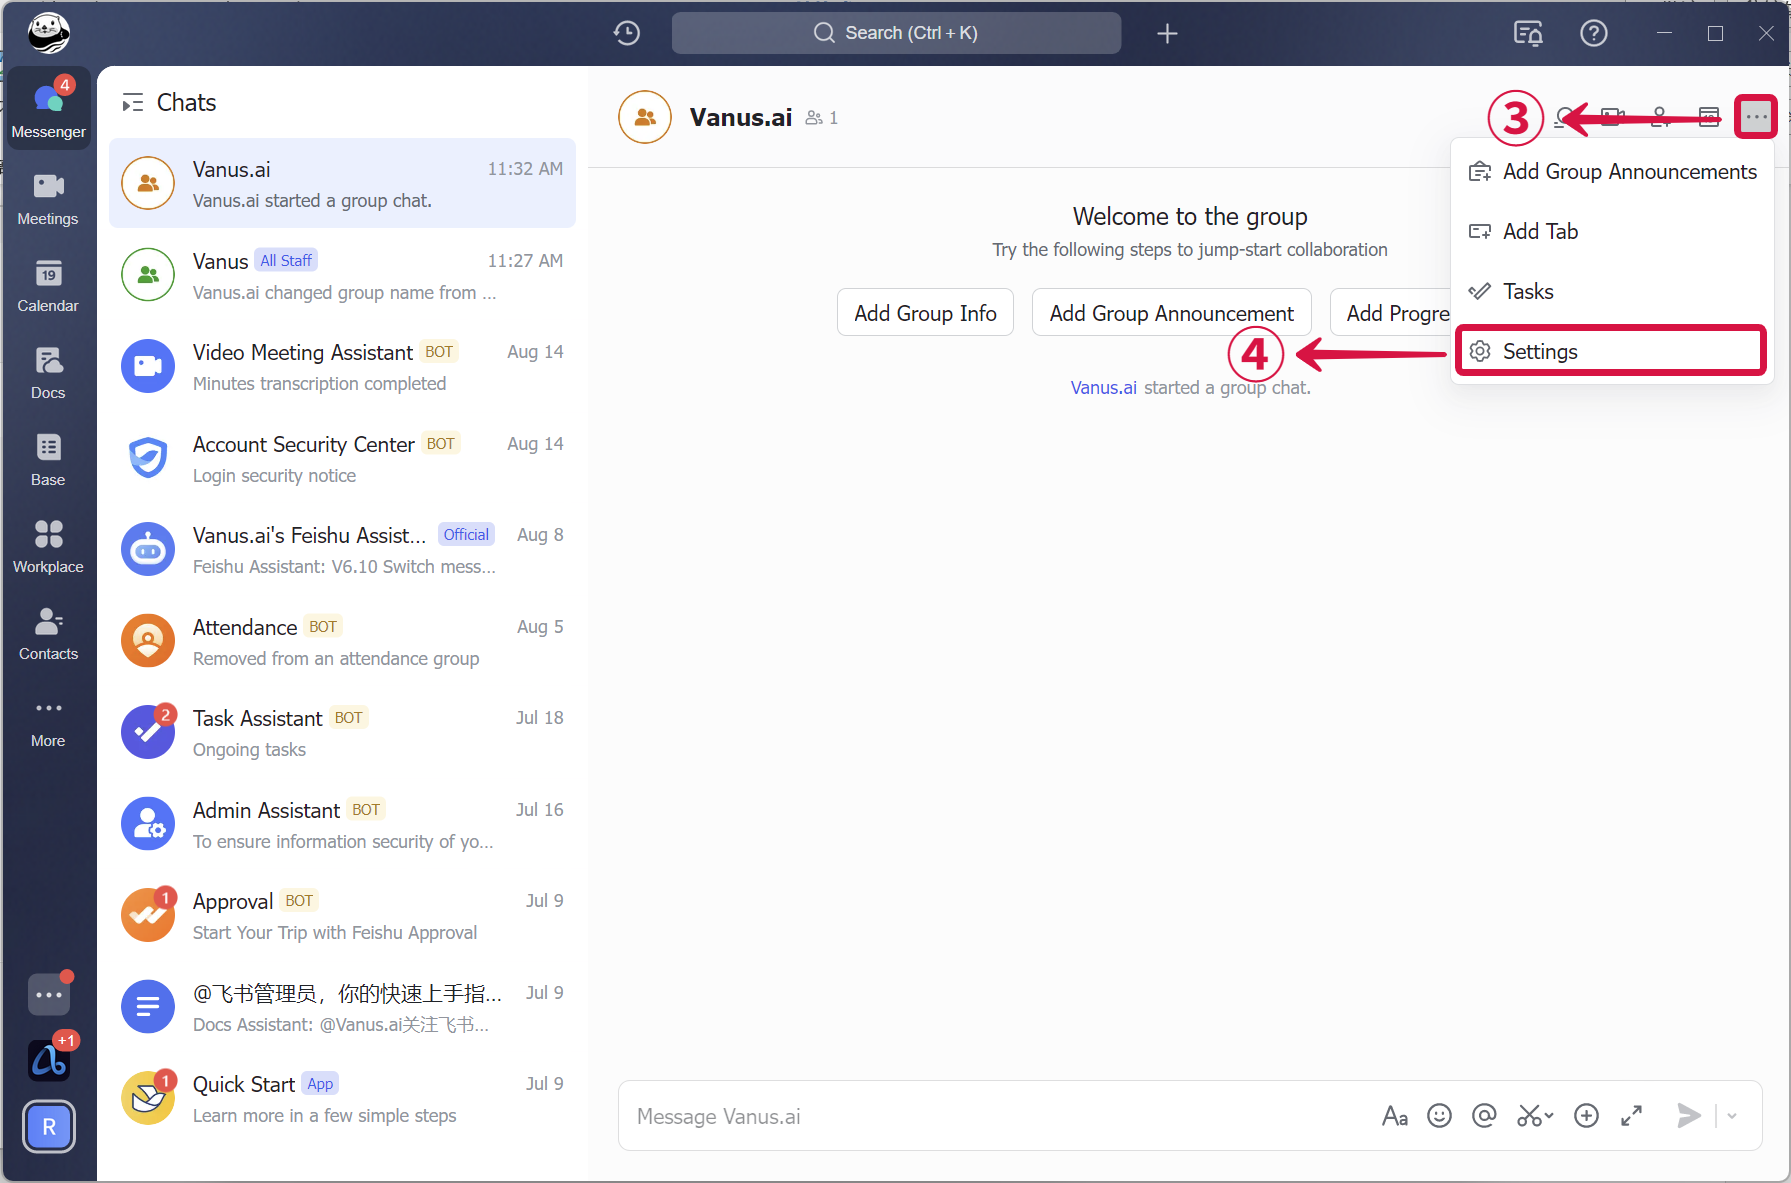 Search (Ctrl + K)
4
Messenger
Meetings
19
Calendar
Docs
Base
Workplace
Contacts
More
+1
R
Chats
Vanus.ai
11:32 AM
Vanus.ai started a group chat.
Vanus All Staff
11:27 AM
Vanus.ai changed group name from ...
Video Meeting Assistant BOT
Aug 14
Minutes transcription completed
Account Security Center BOT
Aug 14
Login security notice
Vanus.ai's Feishu Assist... Official
Aug 8
Feishu Assistant: V6.10 Switch mess...
Attendance BOT
Aug 5
Removed from an attendance group
2
Task Assistant BOT
Jul 18
Ongoing tasks
Admin Assistant BOT
Jul 16
To ensure information security of yo...
1
Approval BOT
Jul 9
Start Your Trip with Feishu Approval
@飞书管理员，你的快速上手指...
Jul 9
Docs Assistant: @Vanus.ai关注飞书...
1
Quick Start App
Jul 9
Learn more in a few simple steps
Vanus.ai 1
3
Add Group Announcements
Add Tab
Tasks
Settings
Welcome to the group
Try the following steps to jump-start collaboration
Add Group Info
Add Group Announcement
Add Progre
4
Vanus.ai started a group chat.
Message Vanus.ai
Aa